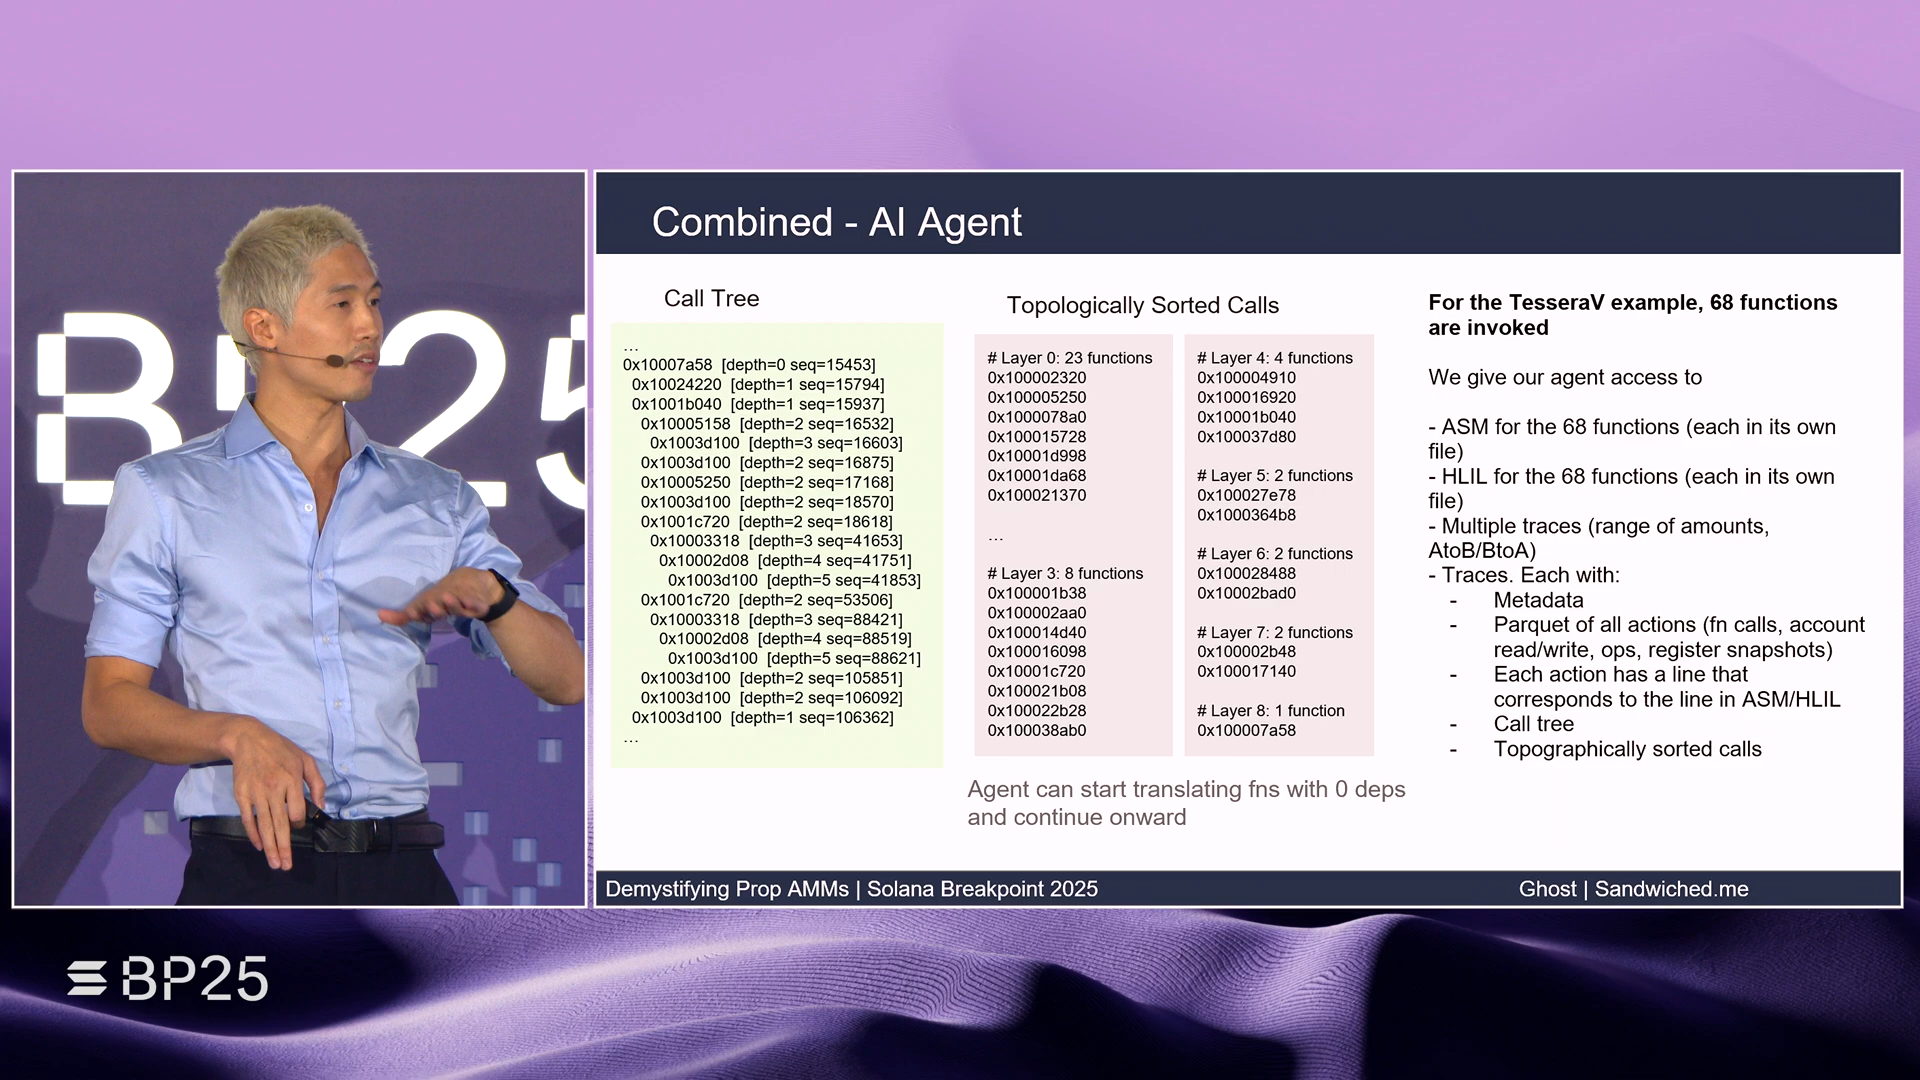 BP25
Combined - AI Agent
Call Tree
...
0x10007a58 [depth=0 seq=15453]
0x10024220 [depth=1 seq=15794]
0x1001b040 [depth=1 seq=15937]
0x10005158 [depth=2 seq=16532]
0x1003d100 [depth=3 seq=16603]
0x1003d100 [depth=2 seq=16875]
0x10005250 [depth=2 seq=17168]
0x1003d100 [depth=2 seq=18570]
0x1001c720 [depth=2 seq=18618]
0x10003318 [depth=3 seq=41653]
0x10002d08 [depth=4 seq=41751]
0x1003d100 [depth=5 seq=41853]
0x1001c720 [depth=2 seq=53506]
0x10003318 [depth=3 seq=88421]
0x10002d08 [depth=4 seq=88519]
0x1003d100 [depth=5 seq=88621]
0x1003d100 [depth=2 seq=105851]
0x1003d100 [depth=2 seq=106092]
0x1003d100 [depth=1 seq=106362]
...
Topologically Sorted Calls
# Layer 0: 23 functions
0x100002320
0x100005250
0x1000078a0
0x100015728
0x10001d998
0x10001da68
0x100021370
...
# Layer 3: 8 functions
0x100001b38
0x100002aa0
0x100014d40
0x100016098
0x10001c720
0x100021b08
0x100022b28
0x100038ab0
# Layer 4: 4 functions
0x100004910
0x100016920
0x10001b040
0x100037d80
# Layer 5: 2 functions
0x100027e78
0x1000364b8
# Layer 6: 2 functions
0x100028488
0x10002bad0
# Layer 7: 2 functions
0x100002b48
0x100017140
# Layer 8: 1 function
0x100007a58
Agent can start translating fns with 0 deps
and continue onward
For the TesseraV example, 68 functions
are invoked
We give our agent access to
- ASM for the 68 functions (each in its own
file)
- HLIL for the 68 functions (each in its own
file)
- Multiple traces (range of amounts,
AtoB/BtoA)
- Traces. Each with:
- Metadata
- Parquet of all actions (fn calls, account
read/write, ops, register snapshots)
- Each action has a line that
corresponds to the line in ASM/HLIL
- Call tree
- Topographically sorted calls
Demystifying Prop AMMs | Solana Breakpoint 2025
Ghost | Sandwiched.me
BP25